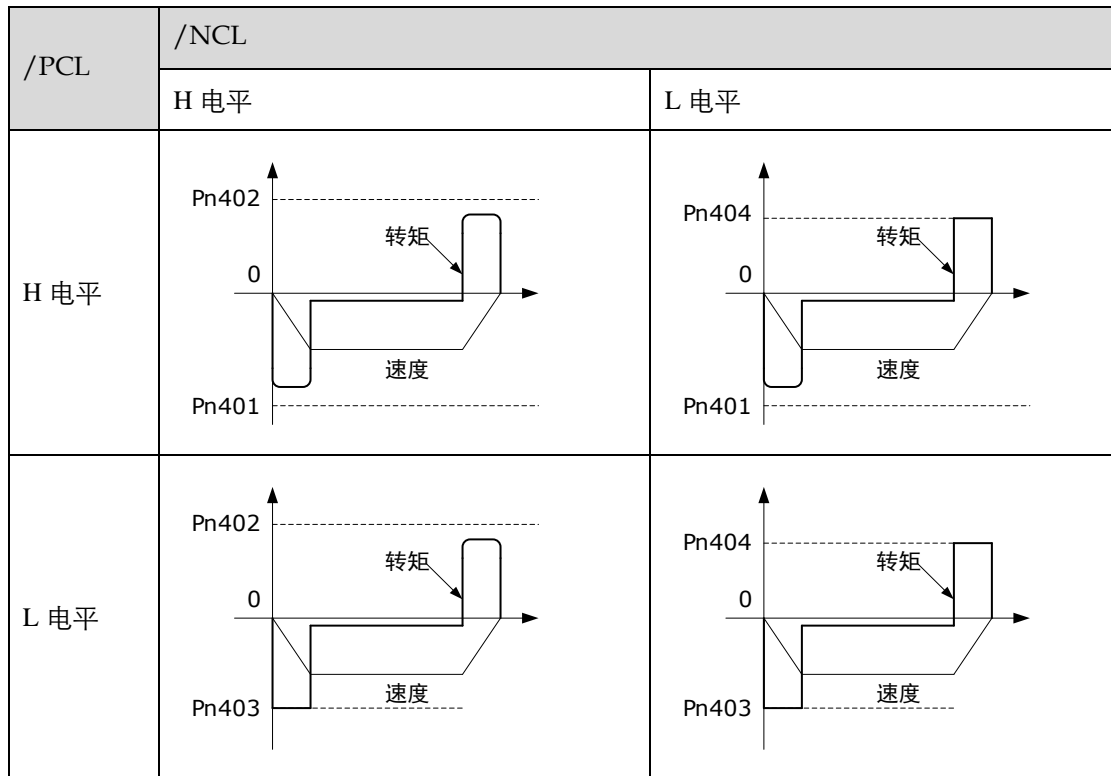 /PCL
/NCL
H 电平
L 电平
H 电平
Pn402
转矩
0
速度
Pn401
Pn404
转矩
0
速度
Pn401
L 电平
Pn402
转矩
0
速度
Pn403
Pn404
转矩
0
速度
Pn403